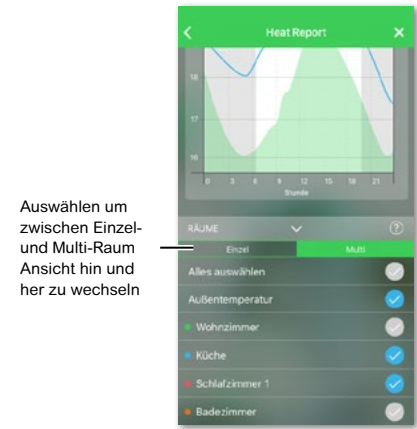 Heat Report
18
17
16
0 3 6 9 12 15 18 21
Stunde
Auswählen um
zwischen Einzel-
und Multi-Raum
Ansicht hin und
her zu wechseln
RÄUME ?
Einzel Multi
Alles auswählen
Außentemperatur
Wohnzimmer
Küche
Schlafzimmer 1
Badezimmer